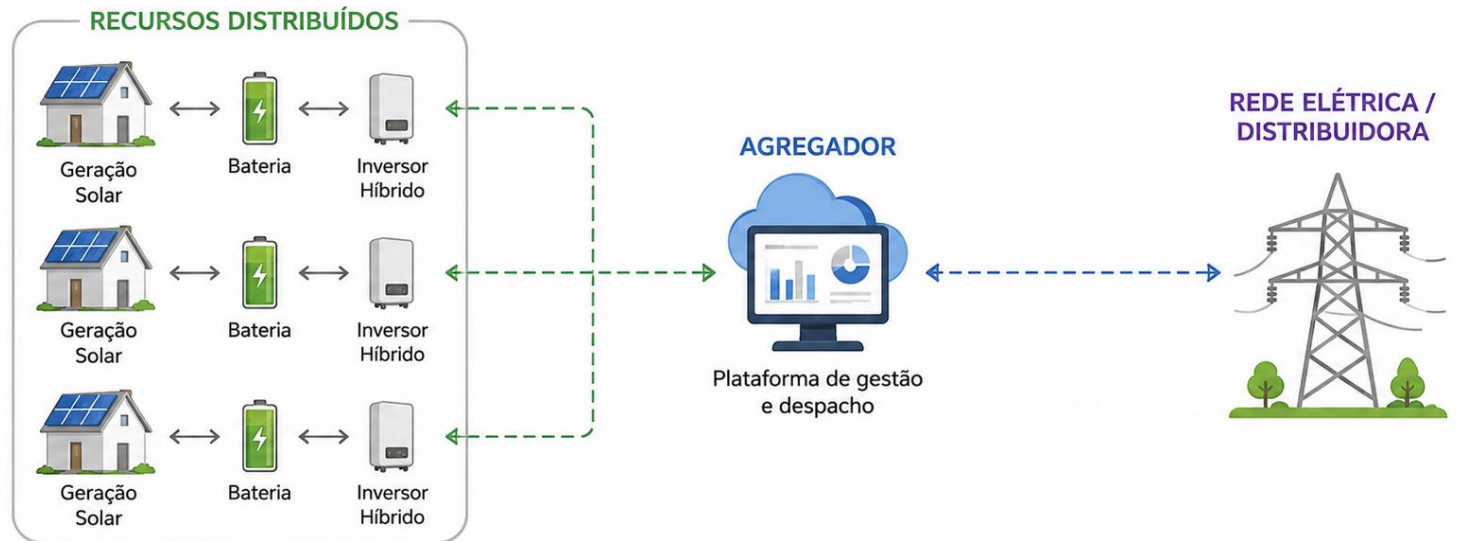 RECURSOS DISTRIBUÍDOS
Geração
Solar
Bateria
Inversor
Híbrido
Geração
Solar
Bateria
Inversor
Híbrido
Geração
Solar
Bateria
Inversor
Híbrido
AGREGADOR
Plataforma de gestão
e despacho
REDE ELÉTRICA /
DISTRIBUIDORA